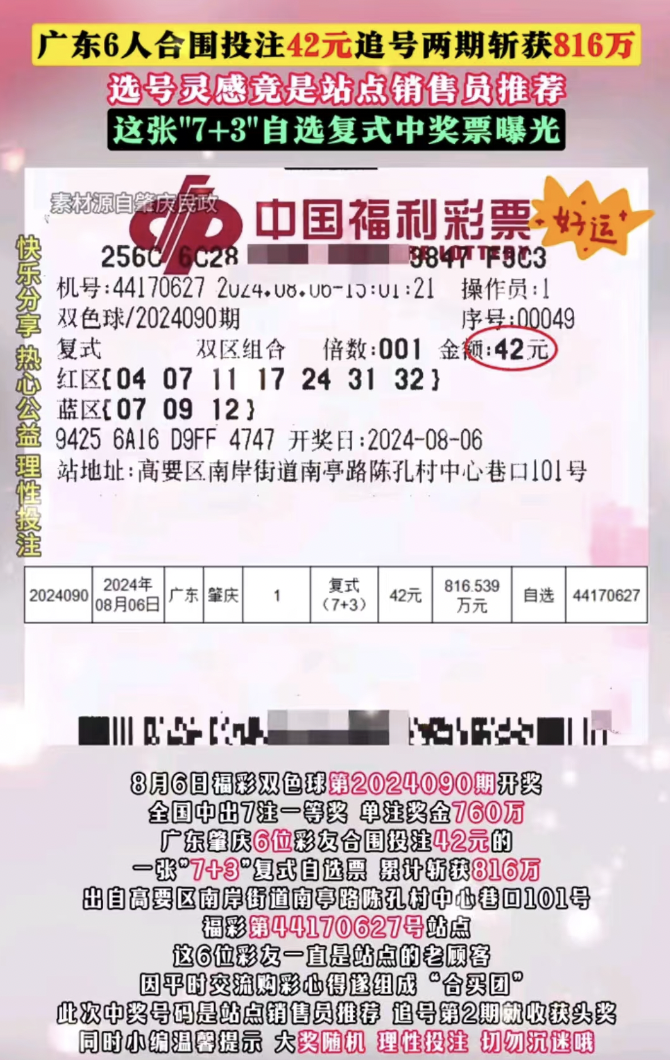 广东6人合围投注42元追号两期斩获816万
选号灵感竟是站点销售员推荐
这张"7+3"自选复式中奖票曝光
素材源自肇庆民政
中国福利彩票
好运
256C 6C28 9847 F9C3
机号:44170627 2024.08.06-15:01:21 操作员:1
双色球/2024090期 序号:00049
复式 双区组合 倍数:001 金额:42元
红区{04 07 11 17 24 31 32}
蓝区{07 09 12}
9425 6A16 D9FF 4747 开奖日:2024-08-06
站地址:高要区南岸街道南亭路陈孔村中心巷口101号
快乐分享 热心公益 理性投注
2024090 2024年08月06日 广东 肇庆 1 复式(7+3) 42元 816.539万元 自选 44170627
8月6日福彩双色球第2024090期开奖
全国中出7注一等奖 单注奖金760万
广东肇庆6位彩友合围投注42元的
一张"7+3"复式自选票 累计斩获816万
出自高要区南岸街道南亭路陈孔村中心巷口101号
福彩第44170627号站点
这6位彩友一直是站点的老顾客
因平时交流购彩心得遂组成“合买团”
此次中奖号码是站点销售员推荐 追号第2期就收获头奖
同时小编温馨提示 大奖随机 理性投注 切勿沉迷哦